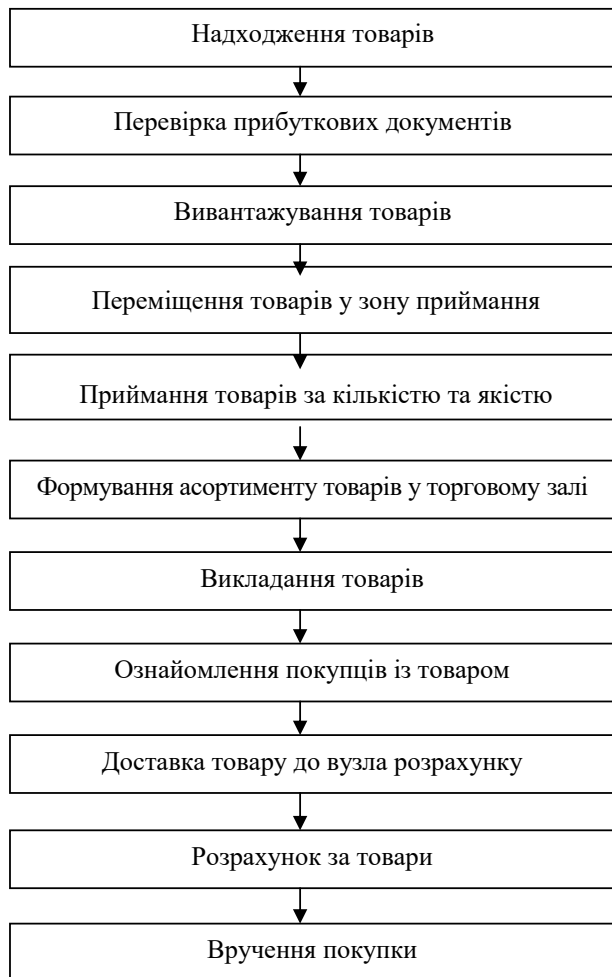 Надходження товарів
Перевірка прибуткових документів
Вивантажування товарів
Переміщення товарів у зону приймання
Приймання товарів за кількістю та якістю
Формування асортименту товарів у торговому залі
Викладання товарів
Ознайомлення покупців із товаром
Доставка товару до вузла розрахунку
Розрахунок за товари
Вручення покупки